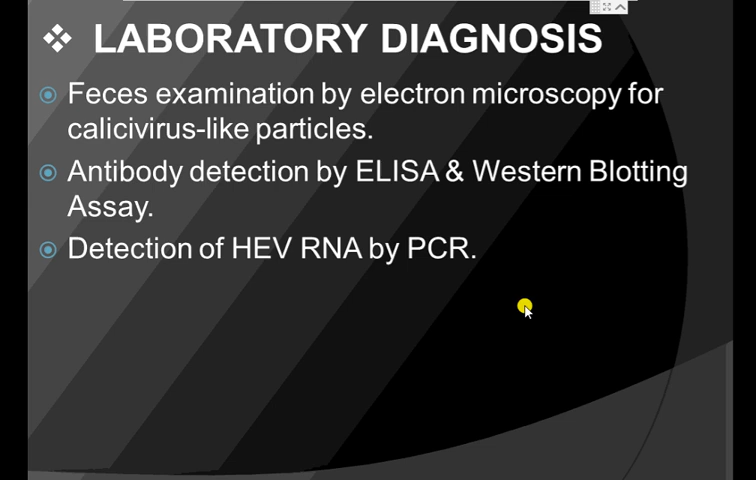 LABORATORY DIAGNOSIS
Feces examination by electron microscopy for
calicivirus-like particles.
Antibody detection by ELISA & Western Blotting
Assay.
Detection of HEV RNA by PCR.